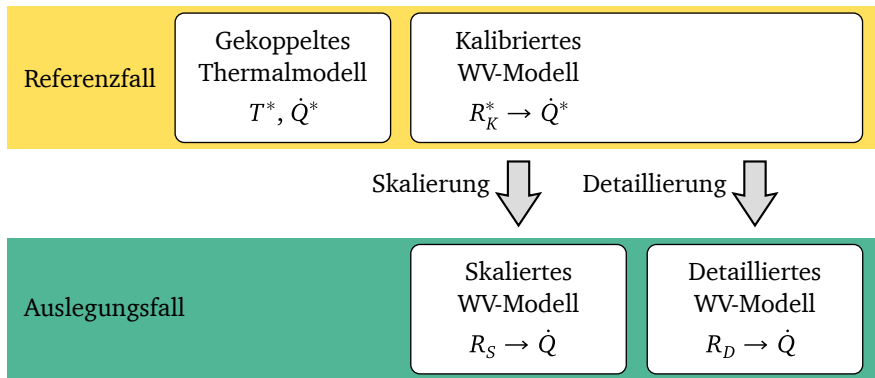 Referenzfall
Gekoppeltes
Thermalmodell
T*, Q̇*
Kalibriertes
WV-Modell
R*_K → Q̇*
Skalierung
Detaillierung
Auslegungsfall
Skaliertes
WV-Modell
R_S → Q̇
Detailliertes
WV-Modell
R_D → Q̇